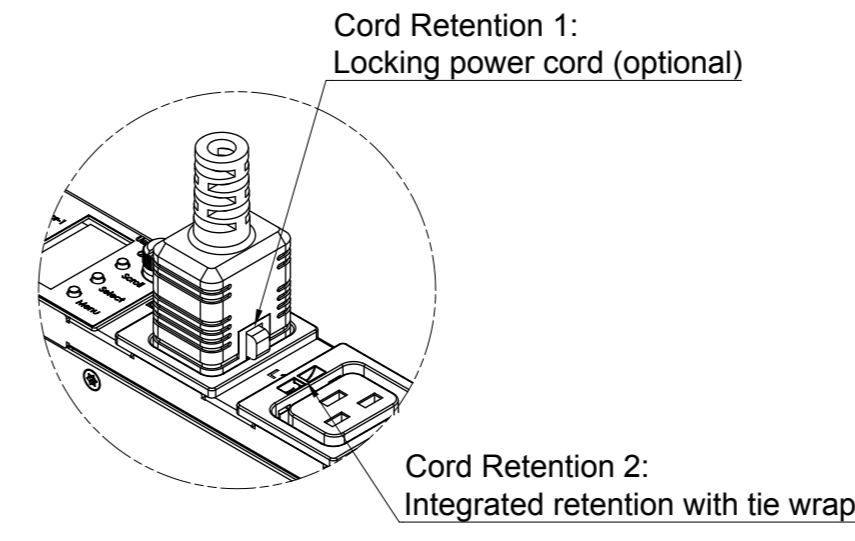 Cord Retention 1:
Locking power cord (optional)
Scroll
Select
Menu
Cord Retention 2:
Integrated retention with tie wrap